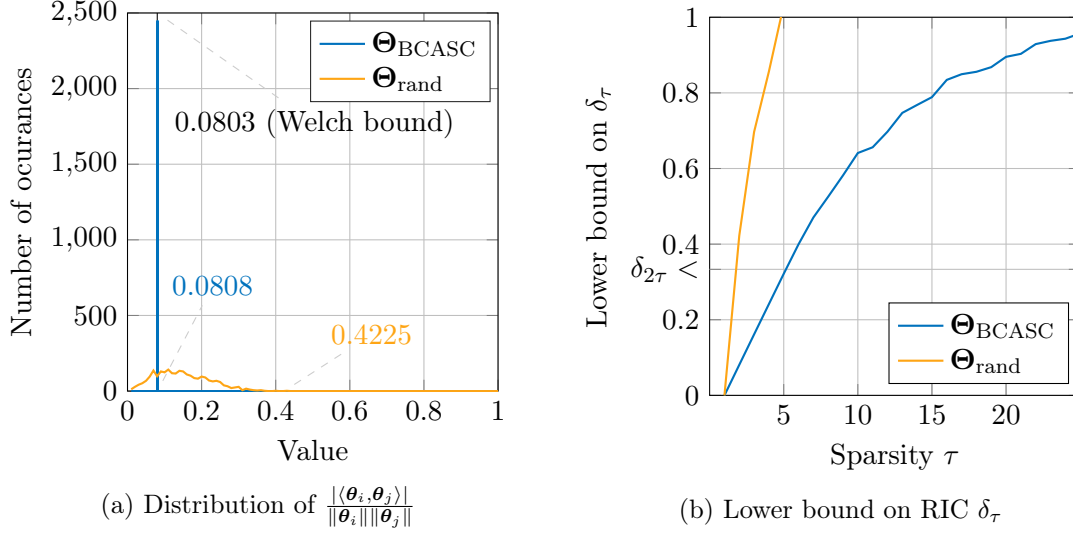 Number of ocurances
2,500
2,000
1,500
1,000
500
0
0
0.2
0.4
0.6
0.8
1
Value
Θ_BCASC
Θ_rand
0.0803 (Welch bound)
0.0808
0.4225
(a) Distribution of |⟨θ_i,θ_j⟩| / ‖θ_i‖‖θ_j‖
Lower bound on δ_τ
1
0.8
0.6
0.4
δ_2τ <
0.2
0
5
10
15
20
Sparsity τ
Θ_BCASC
Θ_rand
(b) Lower bound on RIC δ_τ